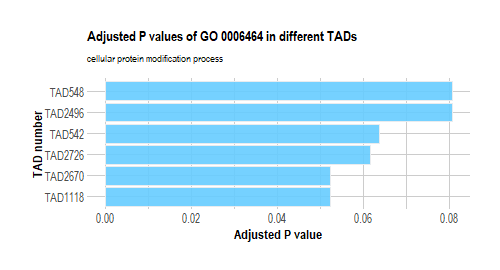 Adjusted P values of GO 0006464 in different TADs
cellular protein modification process
TAD number
TAD548
TAD2496
TAD542
TAD2726
TAD2670
TAD1118
0.00 0.02 0.04 0.06 0.08
Adjusted P value